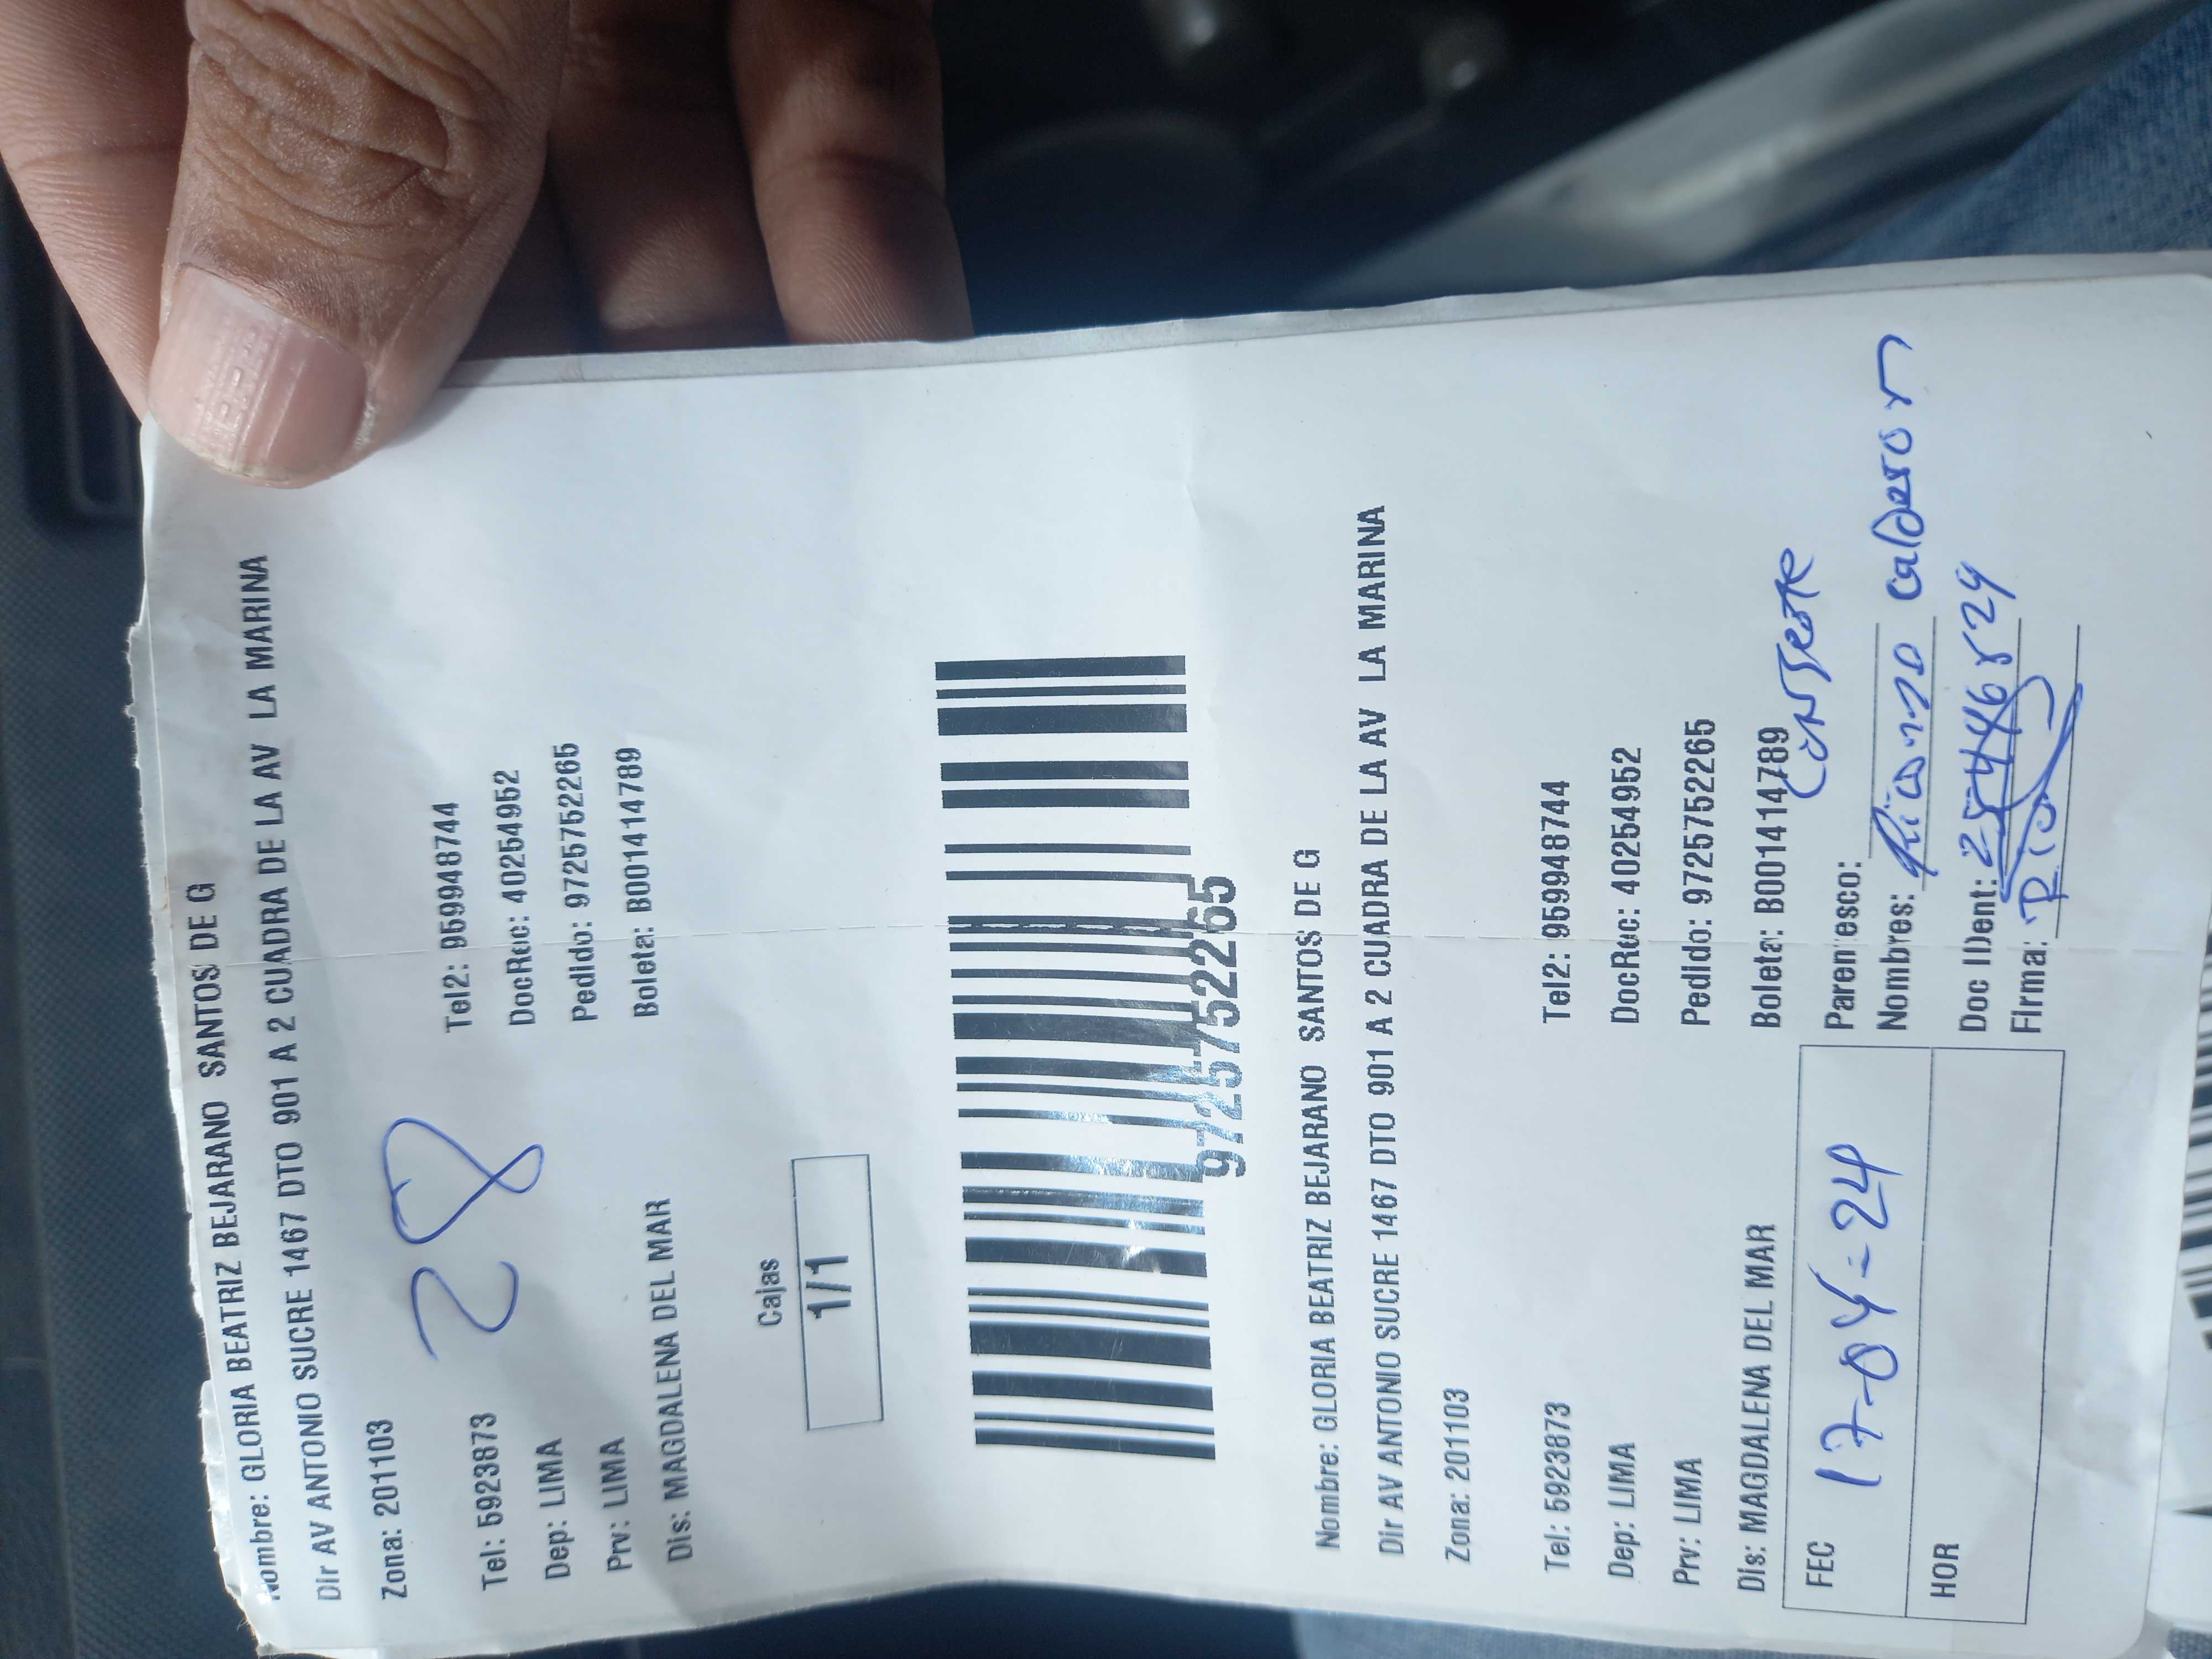 Nombre: GLORIA BEATRIZ BEJARANO SANTOS DE G
Dir AV ANTONIO SUCRE 1467 DTO 901 A 2 CUADRA DE LA AV LA MARINA
Zona: 201103
28
Tel: 5923873 Tel2: 959948744
Dep: LIMA DocRuc: 40254952
Prv: LIMA Pedido: 9725752265
Dis: MAGDALENA DEL MAR Boleta: B001414789
Cajas
1/1
9725752265
Nombre: GLORIA BEATRIZ BEJARANO SANTOS DE G
Dir AV ANTONIO SUCRE 1467 DTO 901 A 2 CUADRA DE LA AV LA MARINA
Zona: 201103
Tel: 5923873 Tel2: 959948744
Dep: LIMA DocRuc: 40254952
Prv: LIMA Pedido: 9725752265
Dis: MAGDALENA DEL MAR Boleta: B001414789
FEC 17-04-24 Parentesco:
Nombres: Ricardo Calderon
HOR Doc IDent:
Firma: